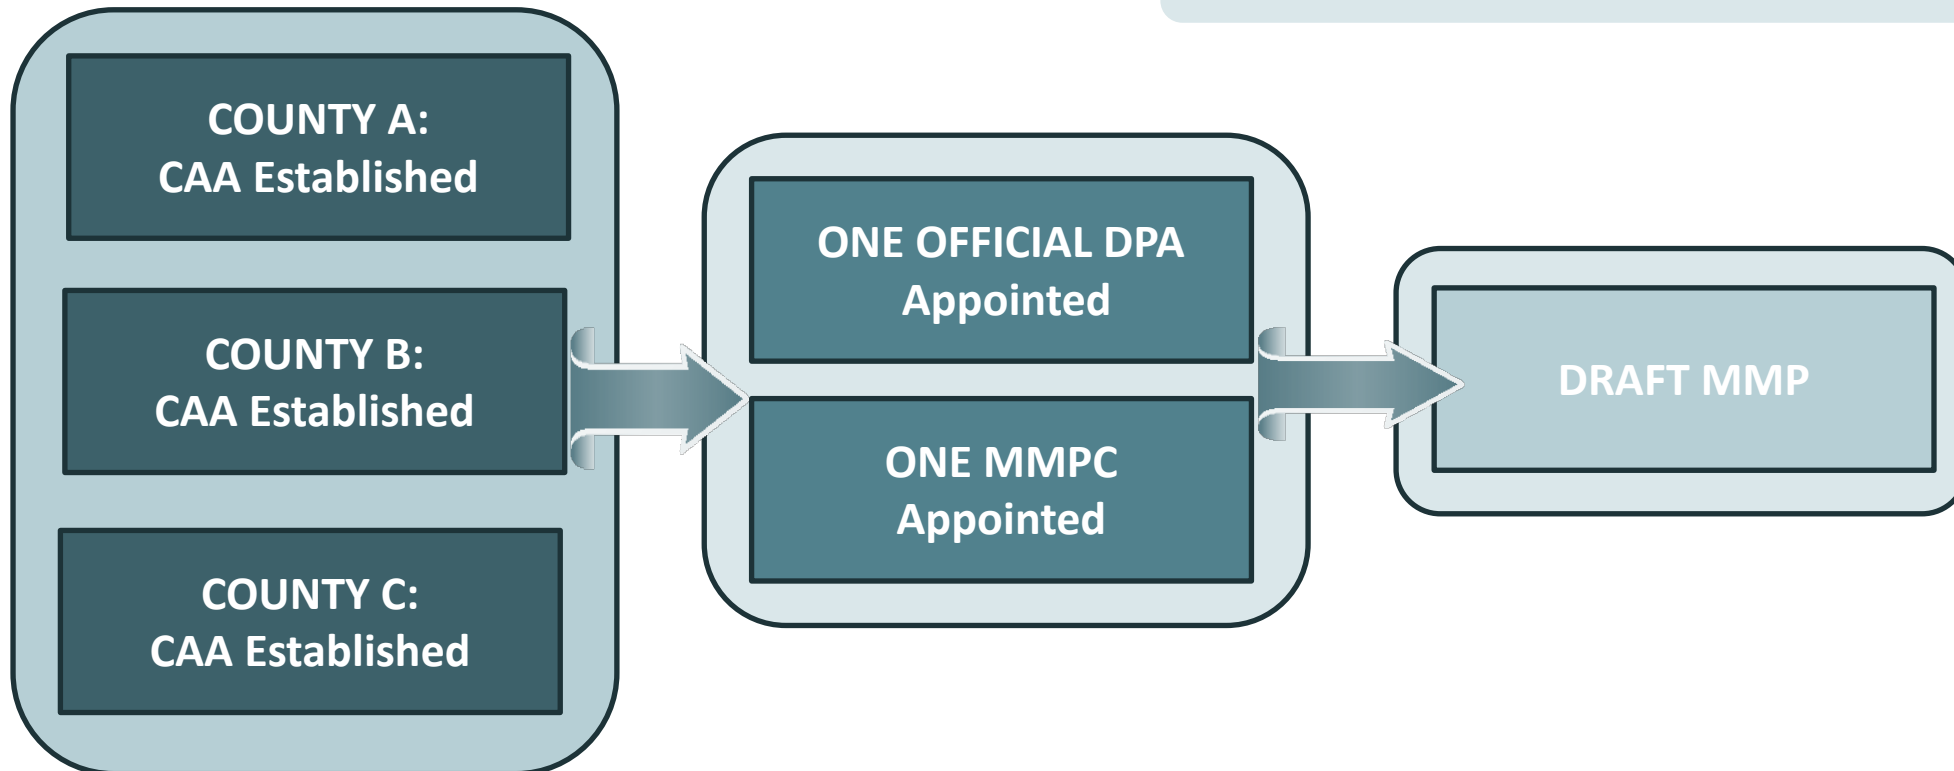 COUNTY A:
CAA Established
COUNTY B:
CAA Established
COUNTY C:
CAA Established
ONE OFFICIAL DPA
Appointed
ONE MMPC
Appointed
DRAFT MMP